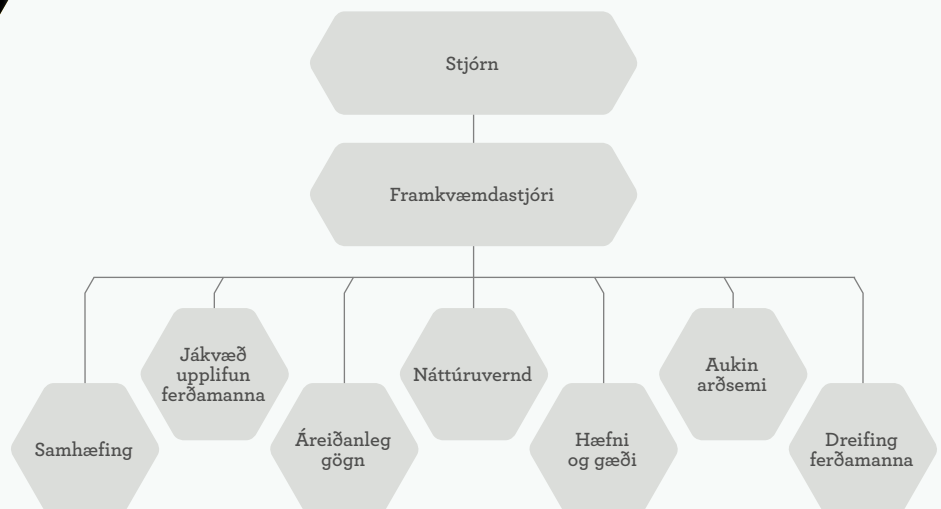 Stjórn
Framkvæmdastjóri
Samhæfing
Jákvæð
upplifun
ferðamanna
Áreiðanleg
gögn
Náttúruvernd
Hæfni
og gæði
Aukin
arðsemi
Dreifing
ferðamanna